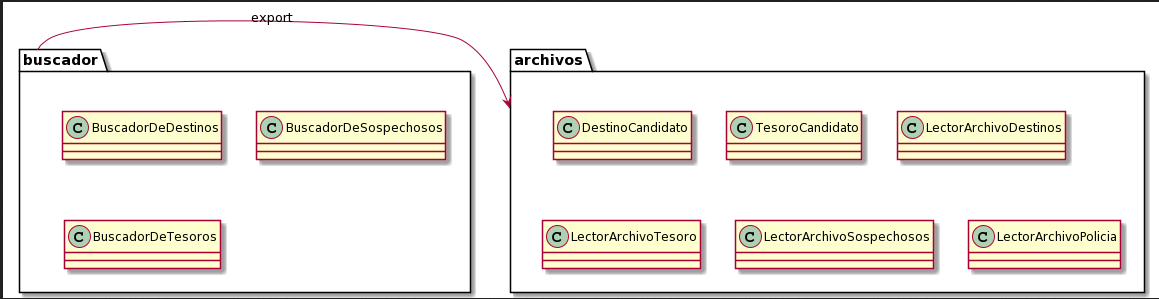 export
buscador
archivos
C BuscadorDeDestinos
C BuscadorDeSospechosos
C DestinoCandidato
C TesoroCandidato
C LectorArchivoDestinos
C BuscadorDeTesoros
C LectorArchivoTesoro
C LectorArchivoSospechosos
C LectorArchivoPolicia